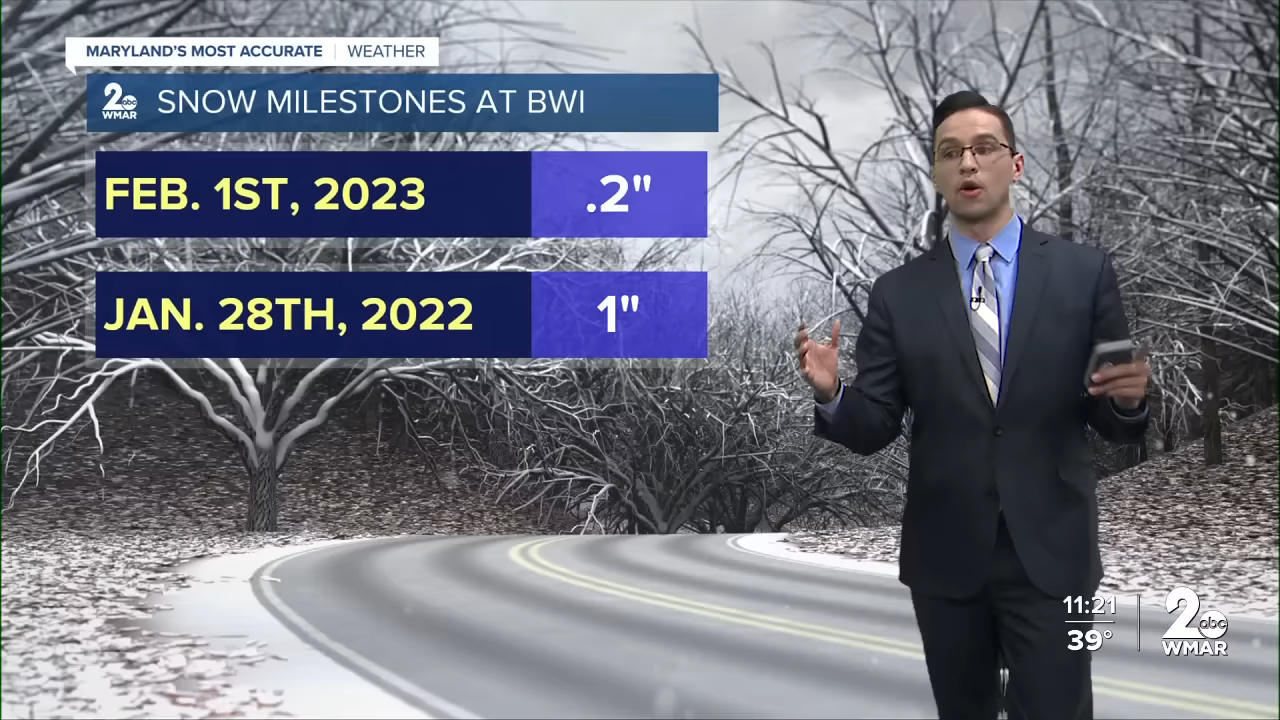 MARYLAND'S MOST ACCURATE | WEATHER
2 abc
WMAR
SNOW MILESTONES AT BWI
FEB. 1ST, 2023 .2"
JAN. 28TH, 2022 1"
11:21
39°
2 abc
WMAR